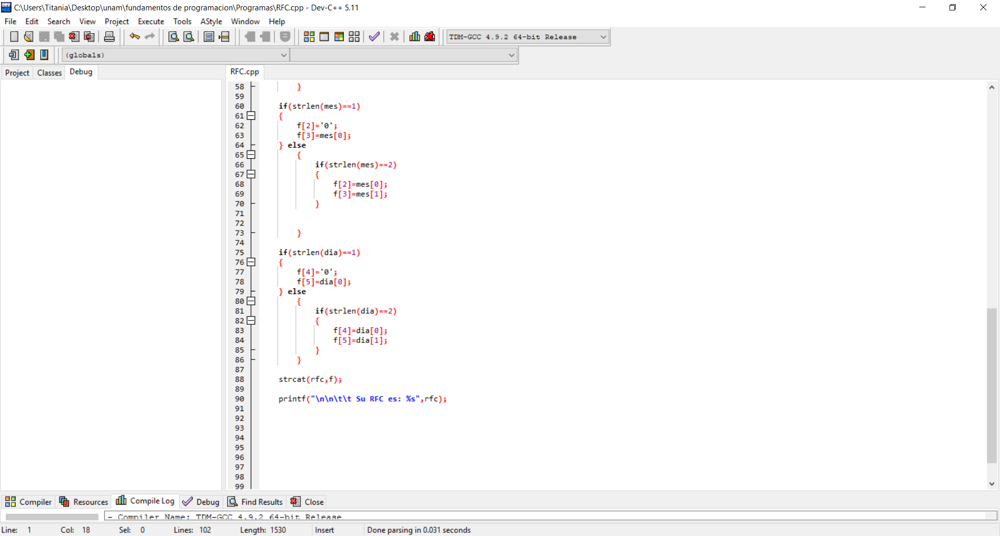 C:\Users\Titania\Desktop\unam\fundamentos de programacion\Programas\RFC.cpp - Dev-C++ 5.11
File Edit Search View Project Execute Tools AStyle Window Help
TDM-GCC 4.9.2 64-bit Release
(globals)
Project Classes Debug
RFC.cpp
58 }
59
60 if(strlen(mes)==1)
61 {
62 f[2]='0';
63 f[3]=mes[0];
64 } else
65 {
66 if(strlen(mes)==2)
67 {
68 f[2]=mes[0];
69 f[3]=mes[1];
70 }
71
72
73 }
74
75 if(strlen(dia)==1)
76 {
77 f[4]='0';
78 f[5]=dia[0];
79 } else
80 {
81 if(strlen(dia)==2)
82 {
83 f[4]=dia[0];
84 f[5]=dia[1];
85 }
86 }
87
88 strcat(rfc,f);
89
90 printf("\n\n\t\t Su RFC es: %s",rfc);
91
92
93
94
95
96
97
98
99
Compiler Resources Compile Log Debug Find Results Close
- Compiler Name: TDM-GCC 4.9.2 64-bit Release
Line: 1 Col: 18 Sel: 0 Lines: 102 Length: 1530 Insert Done parsing in 0.031 seconds